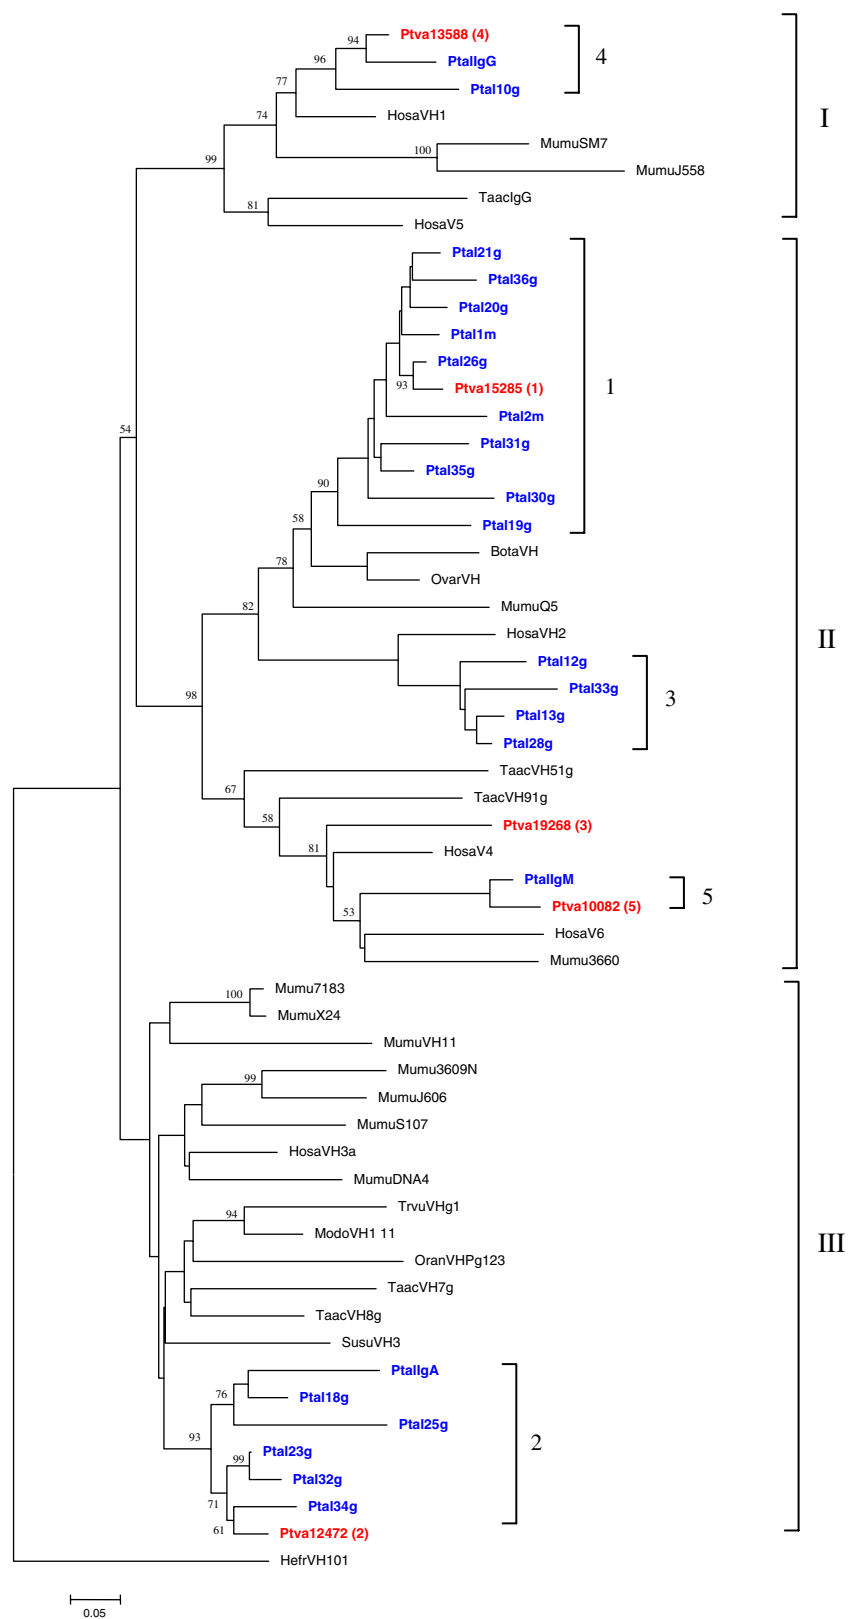 Ptva13588 (4)
94
PtalIgG
4
96
Ptal10g
77
HosaVH1
I
74
MumuSM7
100
MumuJ558
99
TaacIgG
81
HosaV5
Ptal21g
Ptal36g
Ptal20g
Ptal1m
Ptal26g
93
Ptva15285 (1)
1
Ptal2m
54
Ptal31g
Ptal35g
90
Ptal30g
58
Ptal19g
BotaVH
78
OvarVH
82
MumuQ5
HosaVH2
II
Ptal12g
Ptal33g
3
98
Ptal13g
Ptal28g
TaacVH51g
67
TaacVH91g
58
Ptva19268 (3)
81
HosaV4
PtalIgM
5
53
Ptva10082 (5)
HosaV6
Mumu3660
Mumu7183
100
MumuX24
MumuVH11
Mumu3609N
99
MumuJ606
MumuS107
HosaVH3a
MumuDNA4
TrvuVHg1
94
ModoVH1 11
III
OranVHPg123
TaacVH7g
TaacVH8g
SusuVH3
PtalIgA
76
Ptal18g
Ptal25g
93
2
Ptal23g
99
Ptal32g
71
Ptal34g
61
Ptva12472 (2)
HefrVH101
0.05